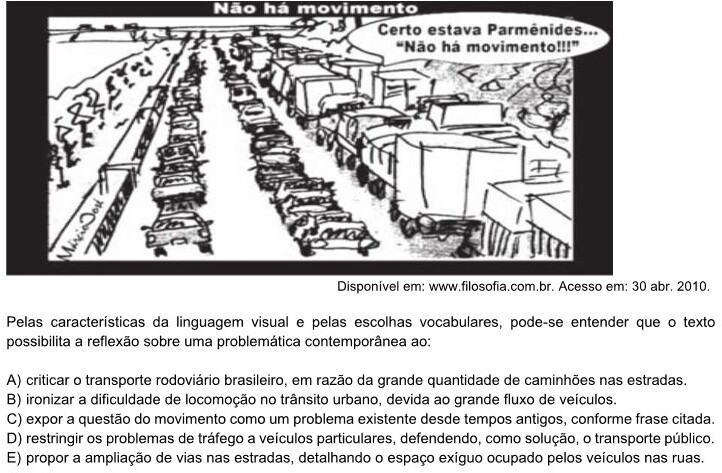 Não há movimento
Certo estava Parmênides...
“Não há movimento!!!”
MárcioJosé
Disponível em: www.filosofia.com.br. Acesso em: 30 abr. 2010.
Pelas características da linguagem visual e pelas escolhas vocabulares, pode-se entender que o texto
possibilita a reflexão sobre uma problemática contemporânea ao:
A) criticar o transporte rodoviário brasileiro, em razão da grande quantidade de caminhões nas estradas.
B) ironizar a dificuldade de locomoção no trânsito urbano, devida ao grande fluxo de veículos.
C) expor a questão do movimento como um problema existente desde tempos antigos, conforme frase citada.
D) restringir os problemas de tráfego a veículos particulares, defendendo, como solução, o transporte público.
E) propor a ampliação de vias nas estradas, detalhando o espaço exíguo ocupado pelos veículos nas ruas.